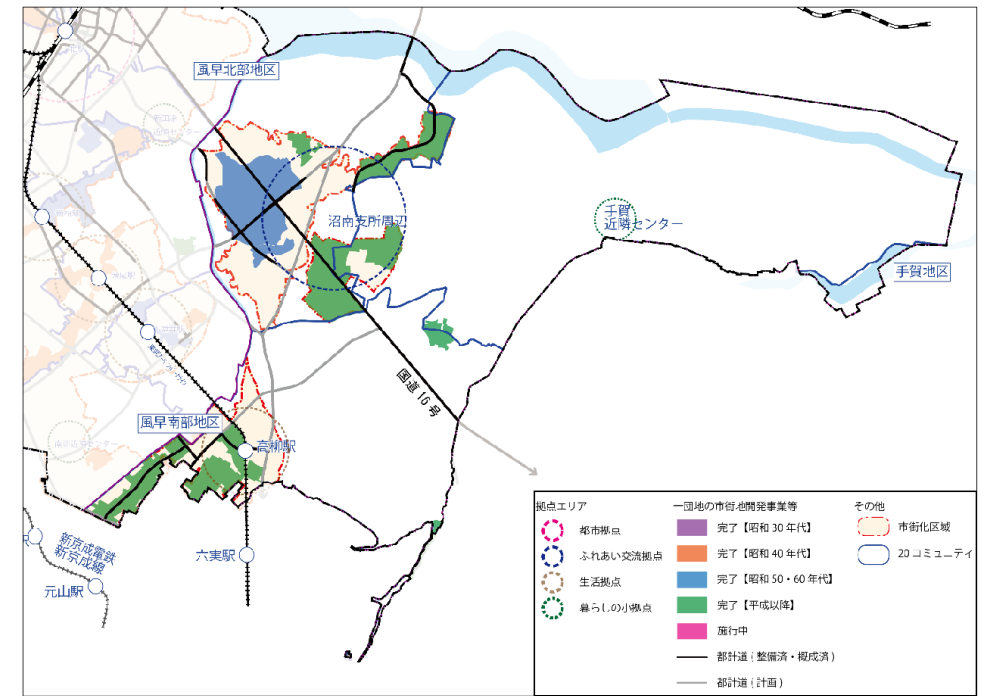 風早北部地区
沼南支所周辺
手賀
近隣センター
手賀地区
国道16号
風早南部地区
高柳駅
新京成電鉄
新京成線
六実駅
元山駅
拠点エリア
都市拠点
ふれあい交流拠点
生活拠点
暮らしの小拠点
一団地の市街地開発事業等
完了【昭和30年代】
完了【昭和40年代】
完了【昭和50・60年代】
完了【平成以降】
施行中
都計道(整備済・概成済)
都計道(計画)
その他
市街化区域
20コミュニティ